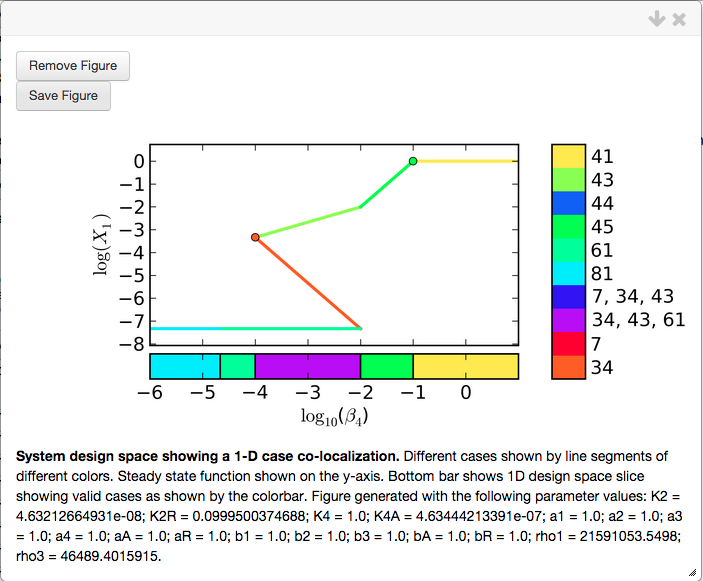 Remove Figure
Save Figure
0
−1
−2
−3
−4
−5
−6
−7
−8
log(X₁)
−6 −5 −4 −3 −2 −1 0
log₁₀(β₄)
41
43
44
45
61
81
7, 34, 43
34, 43, 61
7
34
System design space showing a 1-D case co-localization. Different cases shown by line segments of
different colors. Steady state function shown on the y-axis. Bottom bar shows 1D design space slice
showing valid cases as shown by the colorbar. Figure generated with the following parameter values: K2 =
4.63212664931e-08; K2R = 0.0999500374688; K4 = 1.0; K4A = 4.63444213391e-07; a1 = 1.0; a2 = 1.0; a3
= 1.0; a4 = 1.0; aA = 1.0; aR = 1.0; b1 = 1.0; b2 = 1.0; b3 = 1.0; bA = 1.0; bR = 1.0; rho1 = 21591053.5498;
rho3 = 46489.4015915.